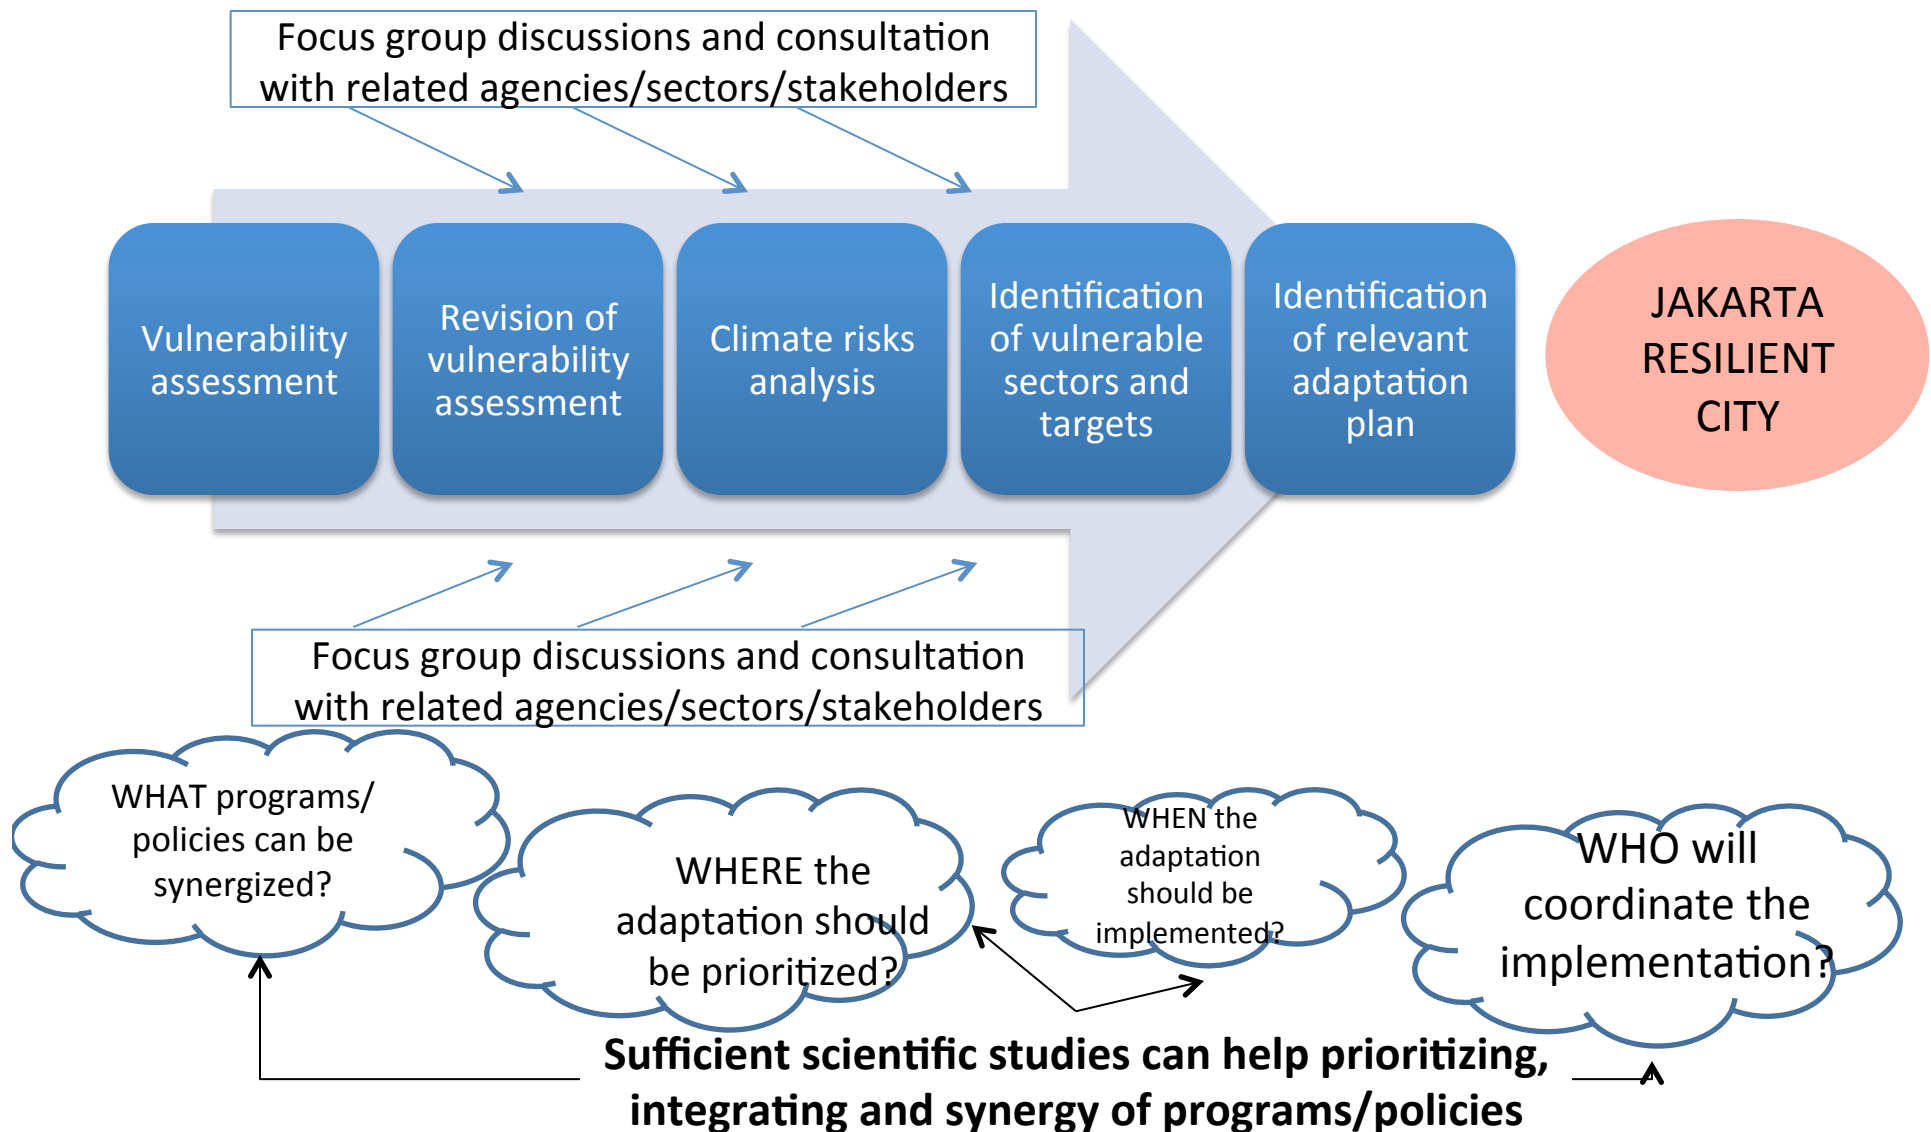 Focus group discussions and consultation
with related agencies/sectors/stakeholders
Vulnerability
assessment
Revision of
vulnerability
assessment
Climate risks
analysis
Identification
of vulnerable
sectors and
targets
Identification
of relevant
adaptation
plan
JAKARTA
RESILIENT
CITY
Focus group discussions and consultation
with related agencies/sectors/stakeholders
WHAT programs/
policies can be
synergized?
WHERE the
adaptation should
be prioritized?
WHEN the
adaptation
should be
implemented?
WHO will
coordinate the
implementation?
Sufficient scientific studies can help prioritizing,
integrating and synergy of programs/policies